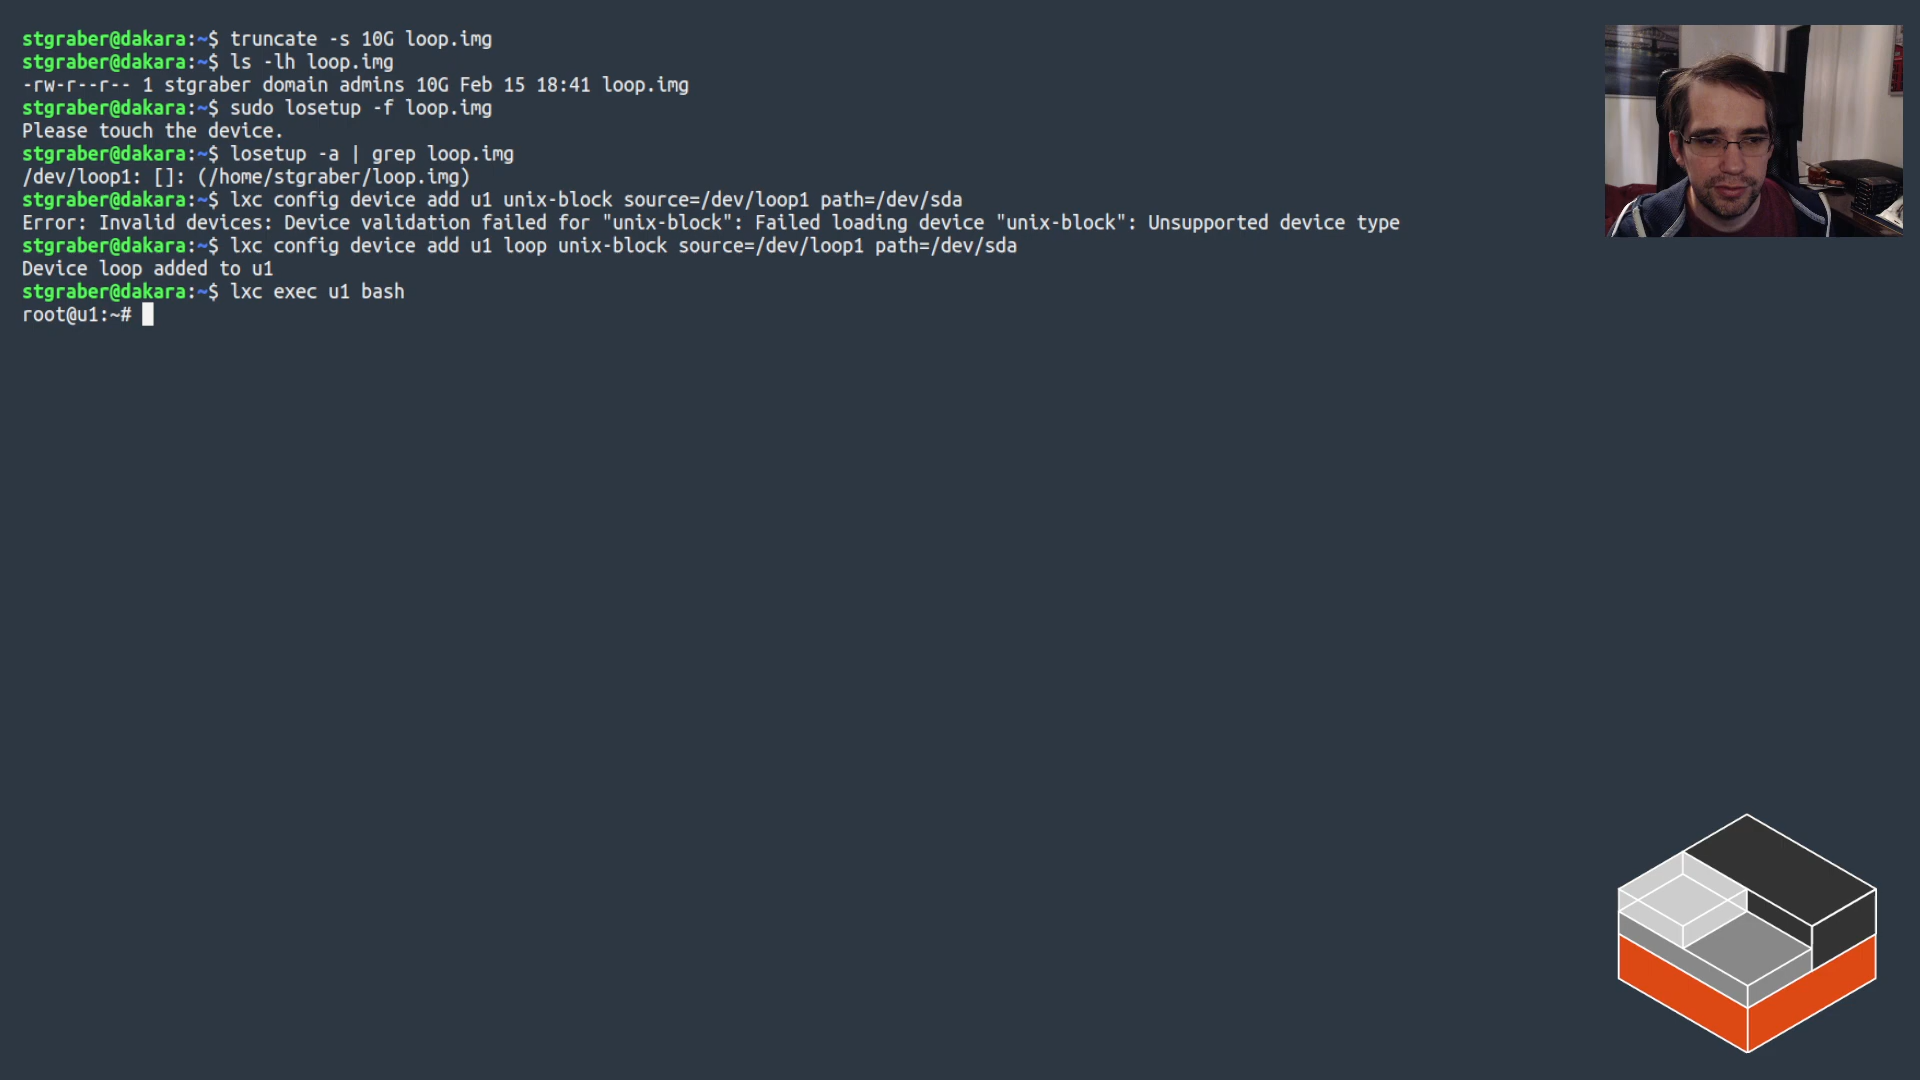 stgraber@dakara:~$ truncate -s 10G loop.img
stgraber@dakara:~$ ls -lh loop.img
-rw-r--r-- 1 stgraber domain admins 10G Feb 15 18:41 loop.img
stgraber@dakara:~$ sudo losetup -f loop.img
Please touch the device.
stgraber@dakara:~$ losetup -a | grep loop.img
/dev/loop1: []: (/home/stgraber/loop.img)
stgraber@dakara:~$ lxc config device add u1 unix-block source=/dev/loop1 path=/dev/sda
Error: Invalid devices: Device validation failed for "unix-block": Failed loading device "unix-block": Unsupported device type
stgraber@dakara:~$ lxc config device add u1 loop unix-block source=/dev/loop1 path=/dev/sda
Device loop added to u1
stgraber@dakara:~$ lxc exec u1 bash
root@u1:~#